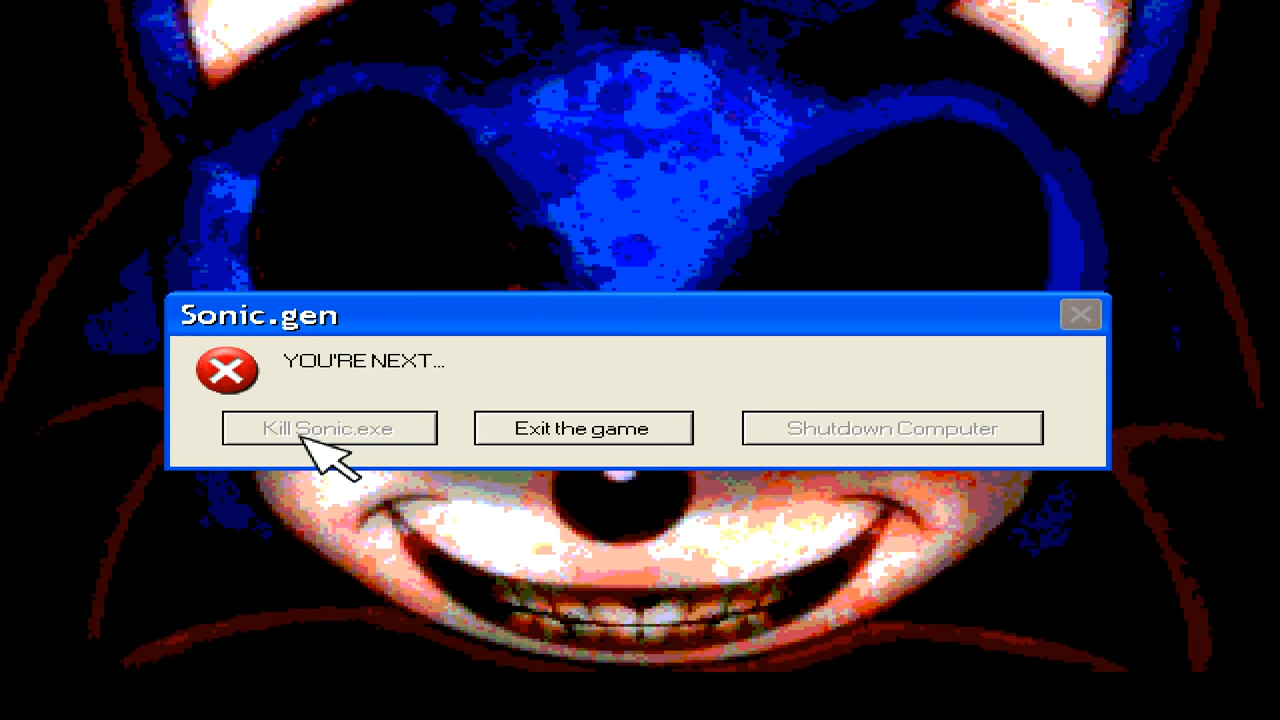 Sonic.gen
YOU'RE NEXT...
Kill Sonic.exe
Exit the game
Shutdown Computer